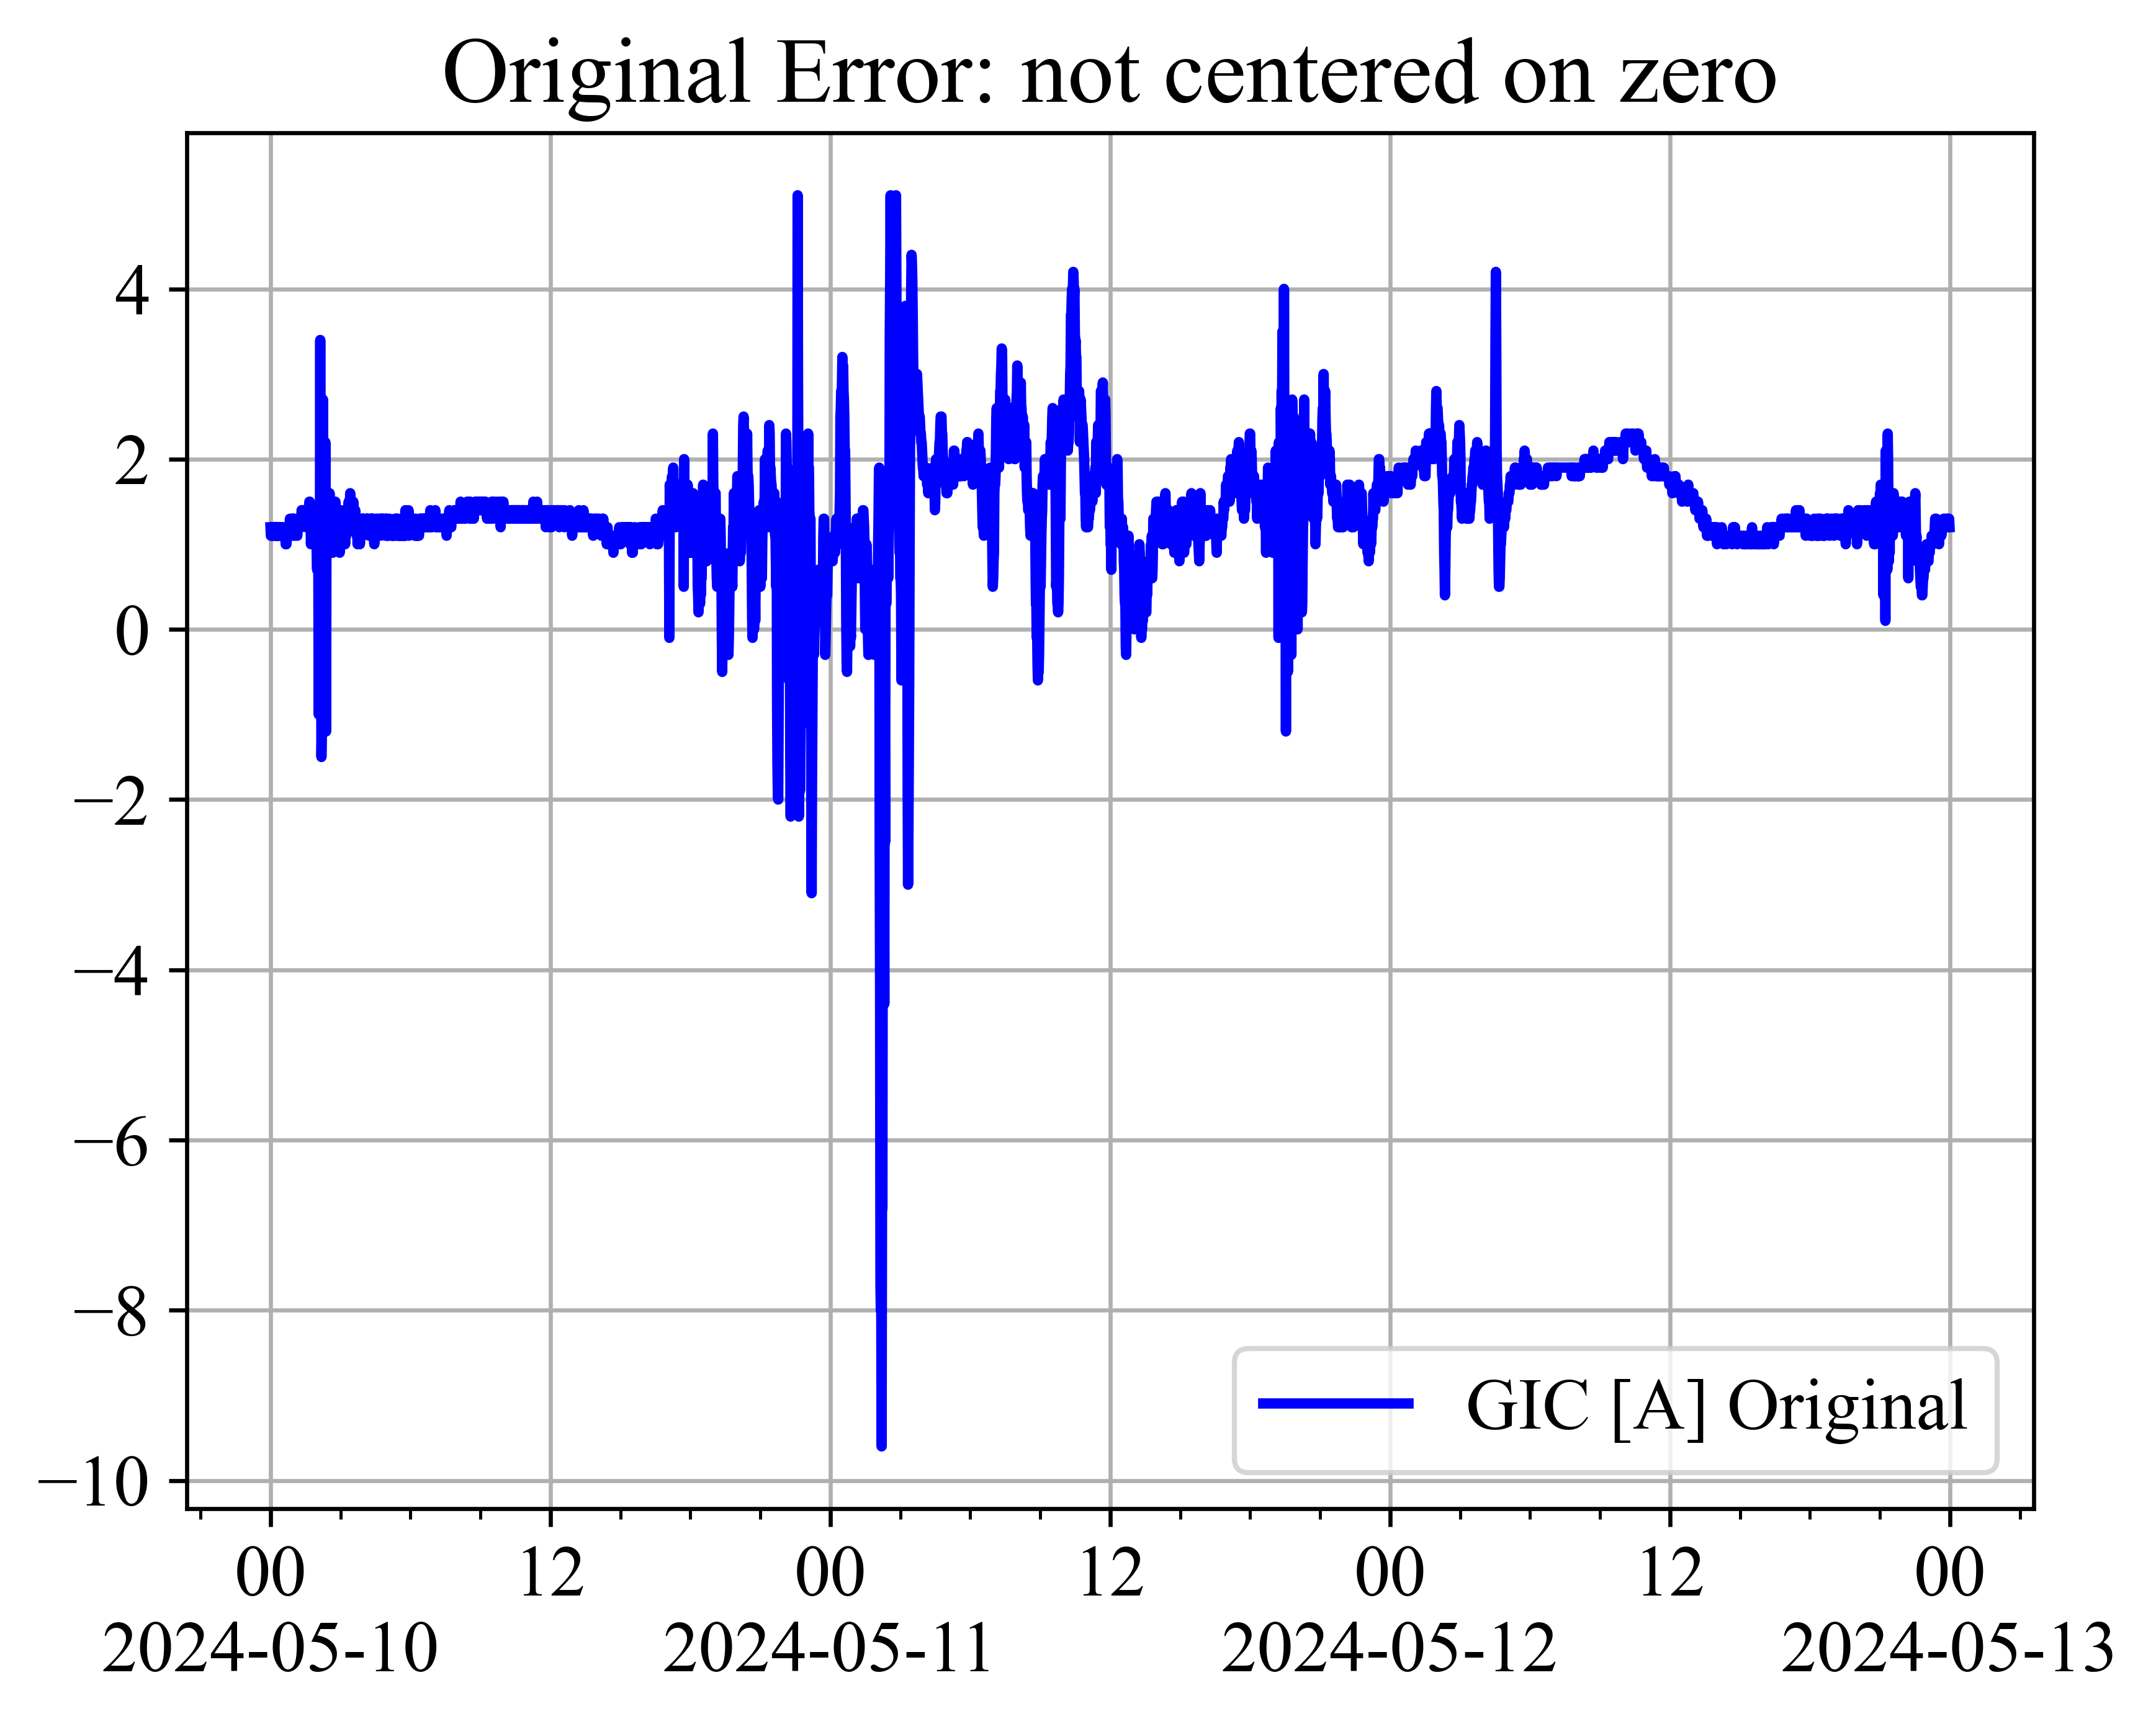 Original Error: not centered on zero
4
2
0
−2
−4
−6
−8
−10
GIC [A] Original
00 12 00 12 00 12 00
2024-05-10 2024-05-11 2024-05-12 2024-05-13